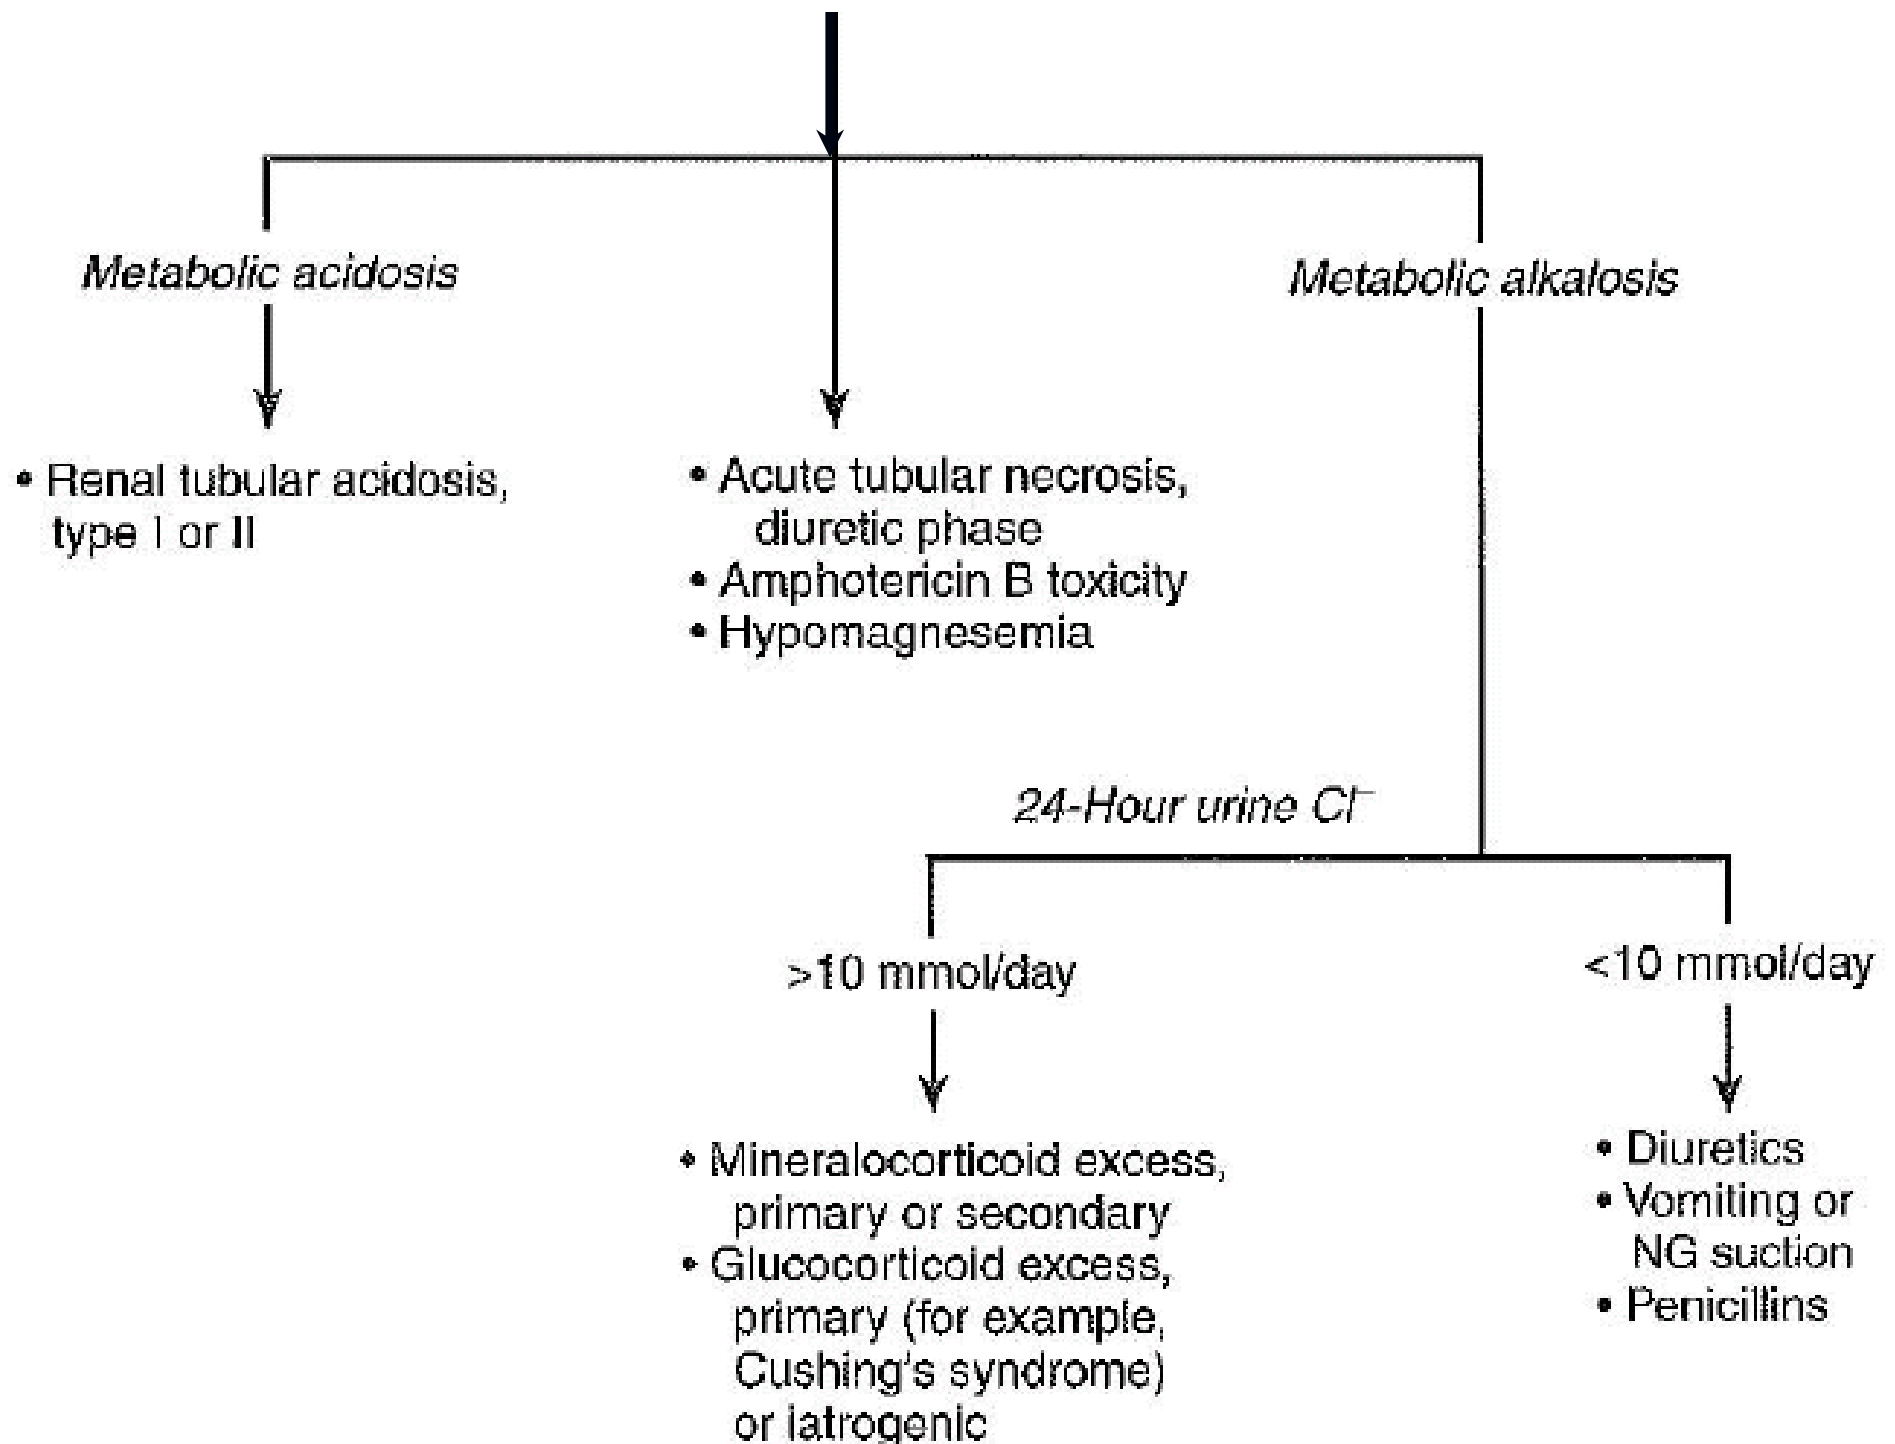 Metabolic acidosis
Metabolic alkalosis
• Renal tubular acidosis,
type I or II
• Acute tubular necrosis,
diuretic phase
• Amphotericin B toxicity
• Hypomagnesemia
24-Hour urine Cl⁻
>10 mmol/day
<10 mmol/day
• Mineralocorticoid excess,
primary or secondary
• Glucocorticoid excess,
primary (for example,
Cushing's syndrome)
or iatrogenic
• Diuretics
• Vomiting or
NG suction
• Penicillins